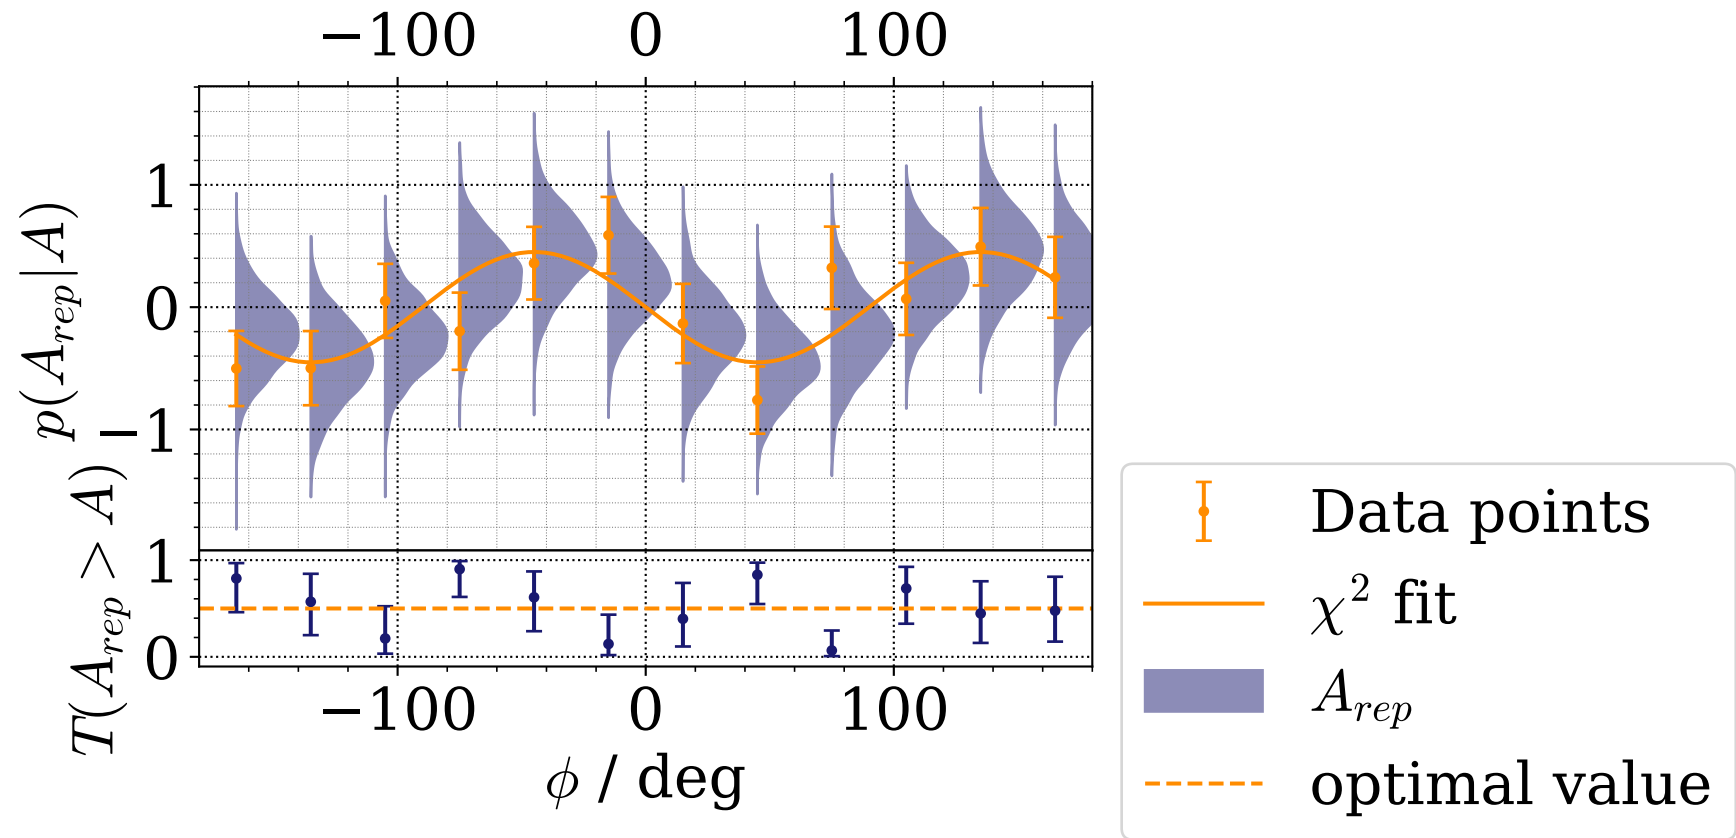 −100 0 100
p(A_rep|A)
1
0
−1
T(A_rep > A)
1
0
−100 0 100
ϕ / deg
Data points
χ² fit
A_rep
optimal value